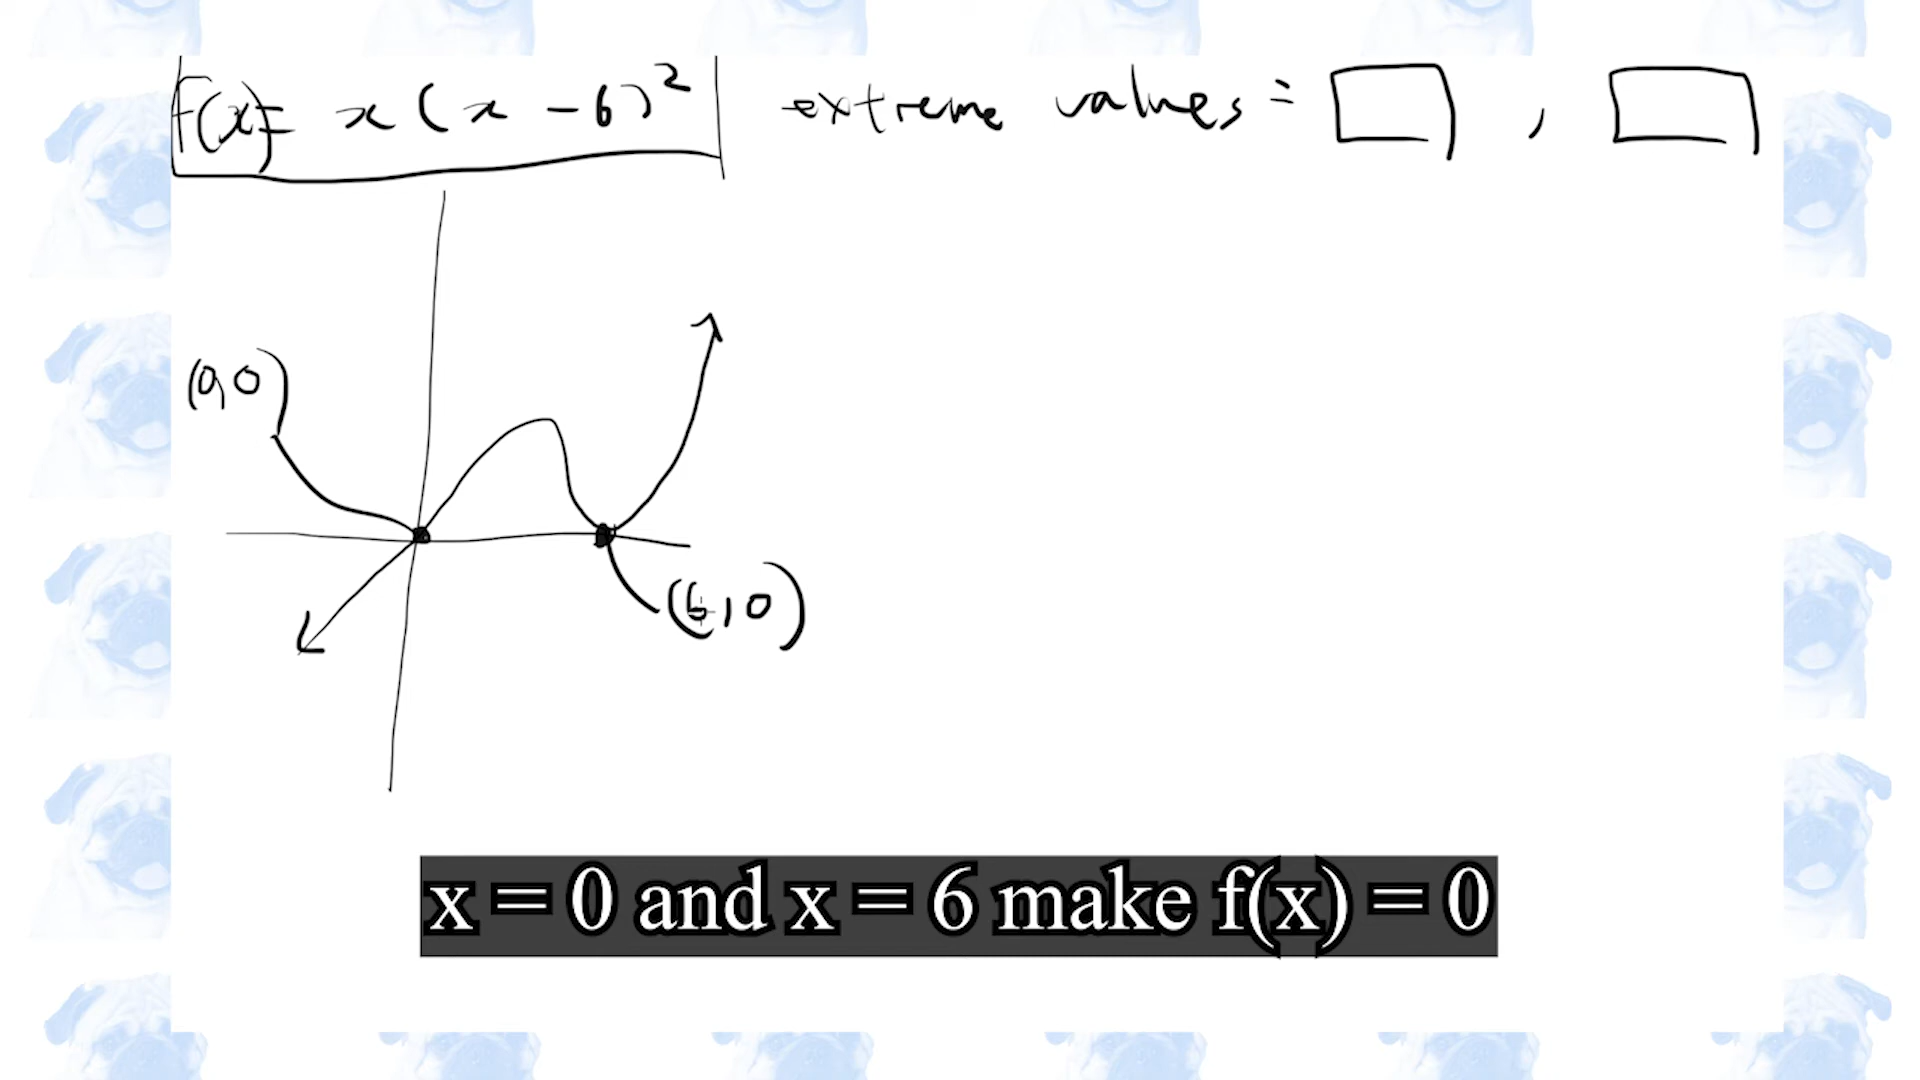 f(x)= x(x-6)² extreme values = □ , □
(0,0)
(6,0)
x = 0 and x = 6 make f(x) = 0